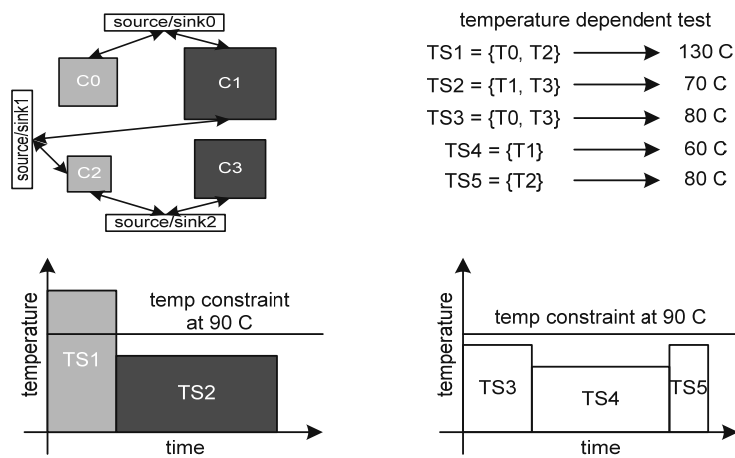 source/sink0
C0
C1
source/sink1
C2
C3
source/sink2
temperature dependent test
TS1 = {T0, T2} 130 C
TS2 = {T1, T3} 70 C
TS3 = {T0, T3} 80 C
TS4 = {T1} 60 C
TS5 = {T2} 80 C
temperature
temp constraint
at 90 C
TS1
TS2
time
temperature
temp constraint at 90 C
TS3
TS4
TS5
time